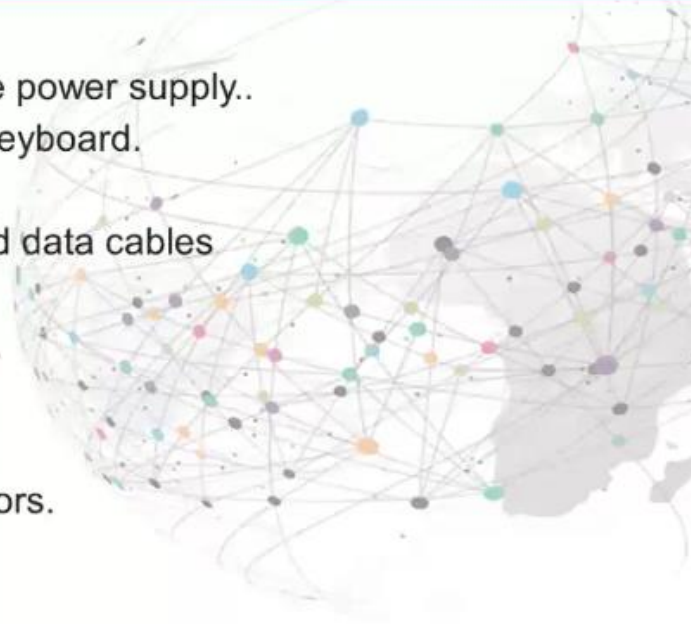 e power supply..
eyboard.
d data cables
ors.